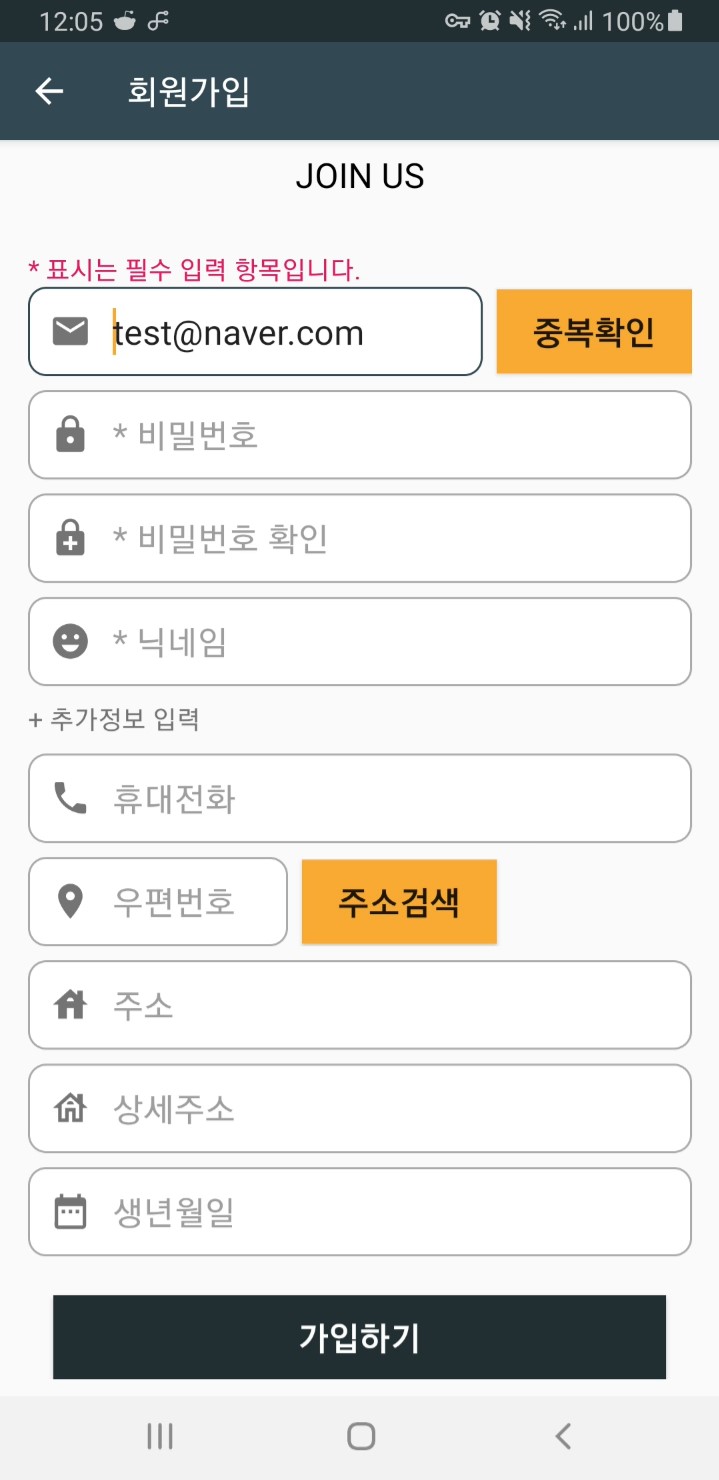 12:05 100%
회원가입
JOIN US
* 표시는 필수 입력 항목입니다.
test@naver.com 중복확인
* 비밀번호
* 비밀번호 확인
* 닉네임
+ 추가정보 입력
휴대전화
우편번호 주소검색
주소
상세주소
생년월일
가입하기